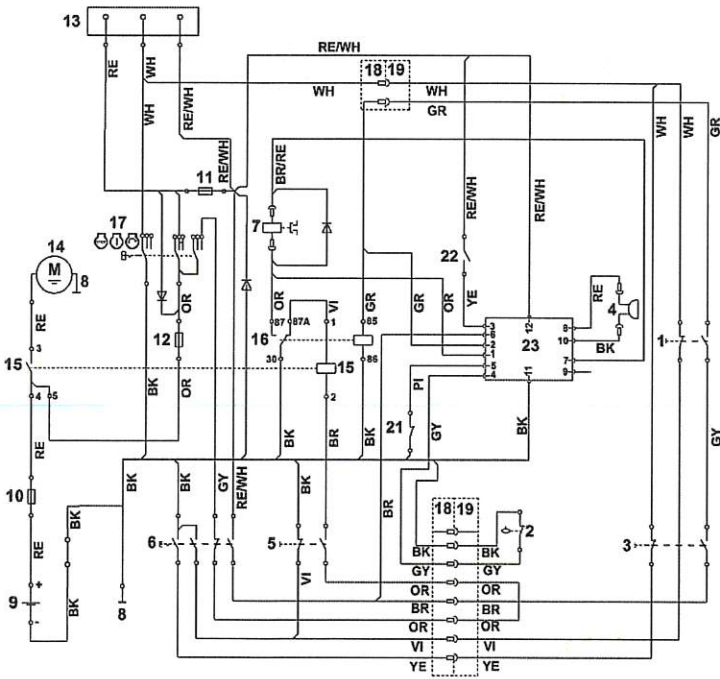 13
RE
WH
RE/WH
WH
RE/WH
RE/WH
WH
18 19
WH
GR
WH
WH
GR
11
BR/RE
RE/WH
RE/WH
17
7
22
14
M
8
OR
OR
GR
GR
OR
YE
RE
4
RE
87
87A
VI
1
85
16
3
6
2
1
5
4
12
23
11
8
10
7
9
BK
1
3
12
30
86
15
15
4
5
OR
BK
2
PI
21
GY
BK
GY
RE
BK
BR
BK
10
BK
BK
GY
RE/WH
BK
BR
18 19
RE
6
5
2
3
BK
BK
GY
GY
9
+
-
BK
8
VI
OR
OR
BR
BR
OR
OR
VI
VI
YE
YE